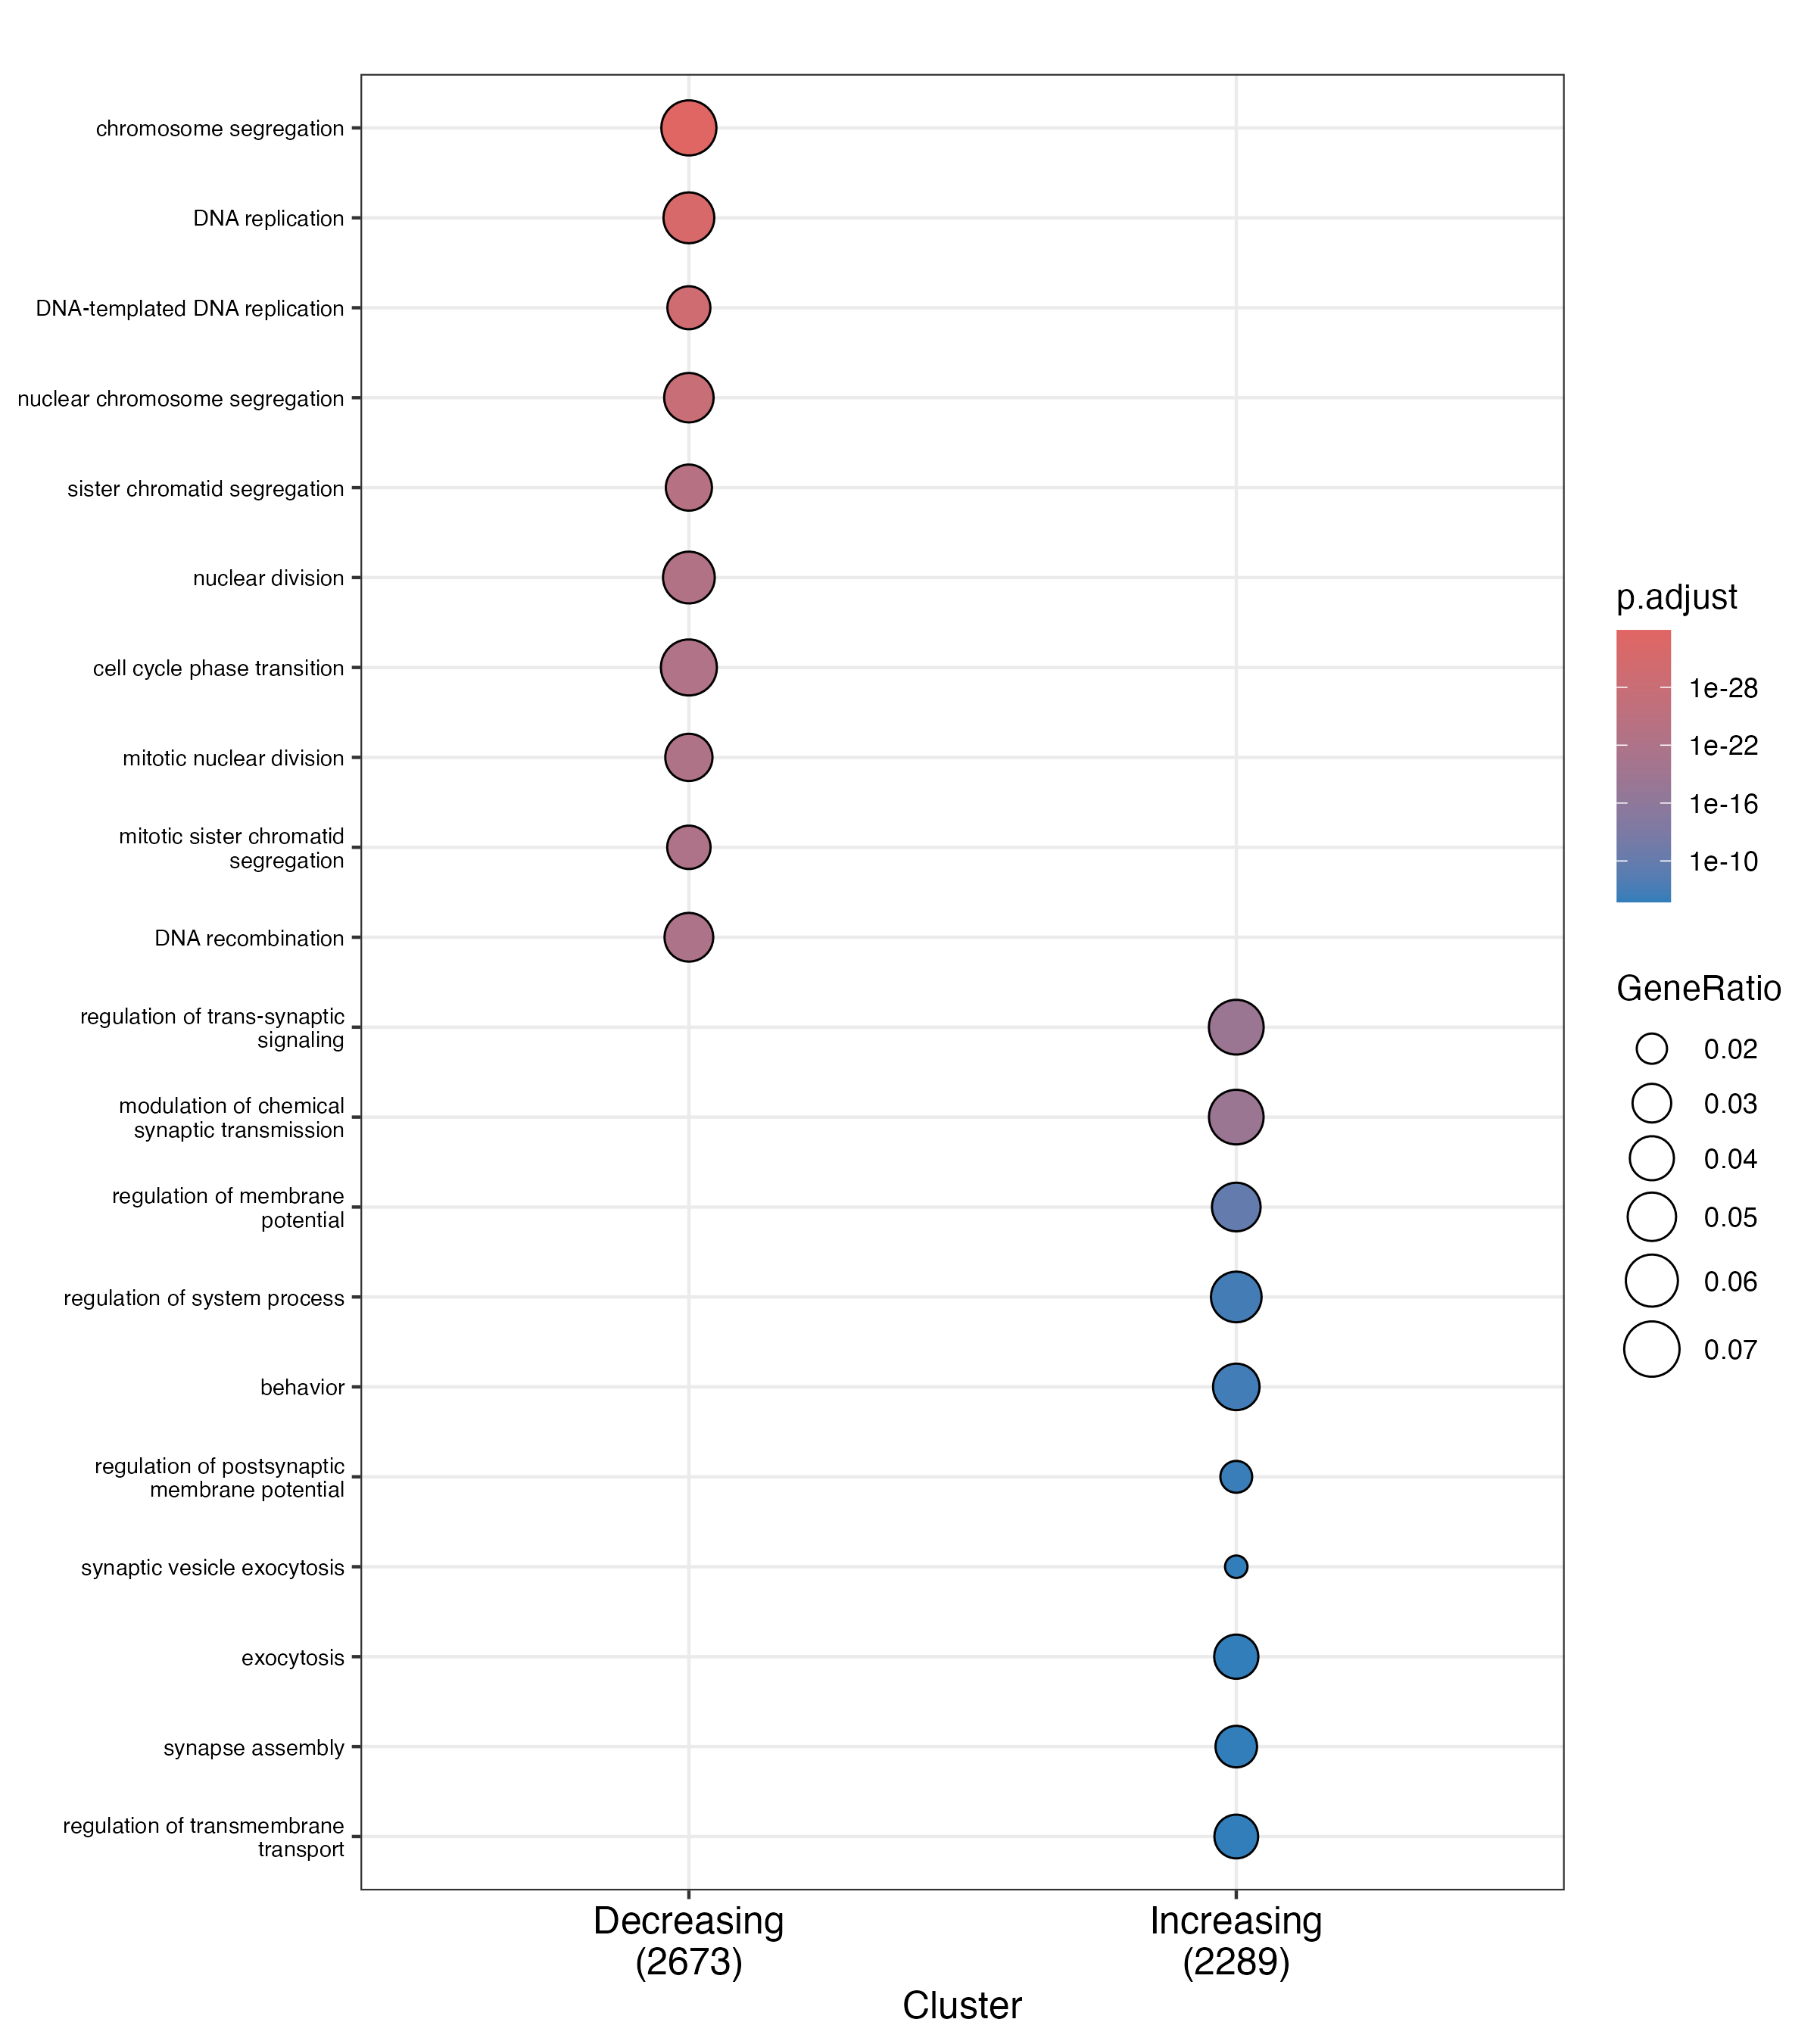 chromosome segregation
DNA replication
DNA-templated DNA replication
nuclear chromosome segregation
sister chromatid segregation
nuclear division
cell cycle phase transition
mitotic nuclear division
mitotic sister chromatid
segregation
DNA recombination
regulation of trans-synaptic
signaling
modulation of chemical
synaptic transmission
regulation of membrane
potential
regulation of system process
behavior
regulation of postsynaptic
membrane potential
synaptic vesicle exocytosis
exocytosis
synapse assembly
regulation of transmembrane
transport
Decreasing
(2673)
Increasing
(2289)
Cluster
p.adjust
1e-28
1e-22
1e-16
1e-10
GeneRatio
0.02
0.03
0.04
0.05
0.06
0.07